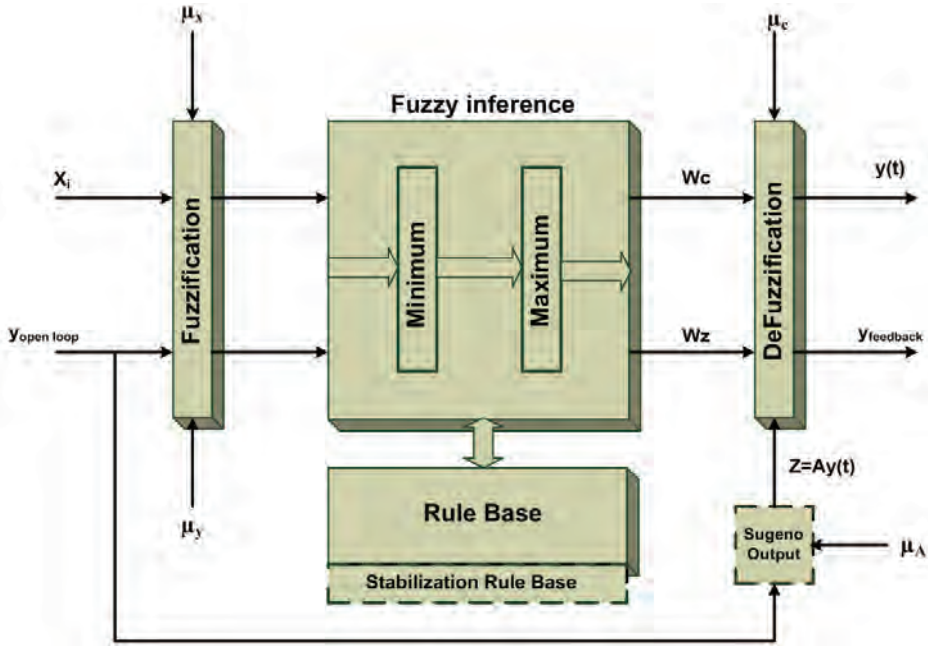 μx
μc
Fuzzy inference
Xi
Fuzzification
Minimum
Maximum
Wc
DeFuzzification
y(t)
yopen loop
Wz
yfeedback
Z=Ay(t)
μy
Rule Base
Stabilization Rule Base
Sugeno
Output
μA